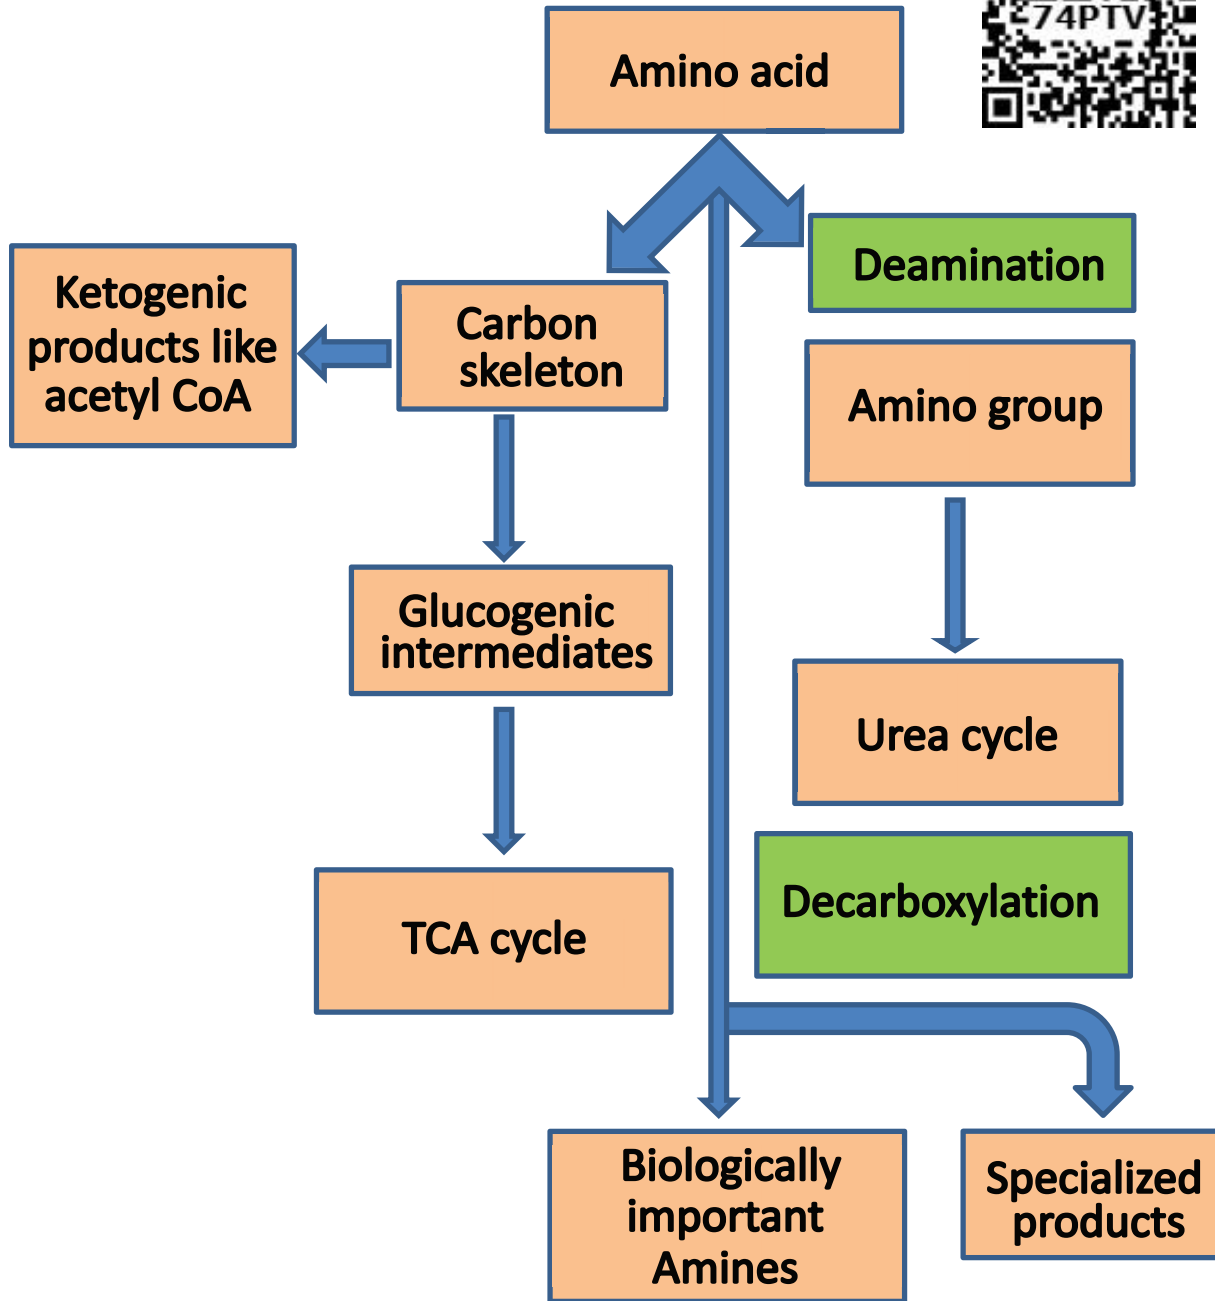 74PTV
Amino acid
Deamination
Ketogenic
products like
acetyl CoA
Carbon
skeleton
Amino group
Glucogenic
intermediates
Urea cycle
TCA cycle
Decarboxylation
Biologically
important
Amines
Specialized
products